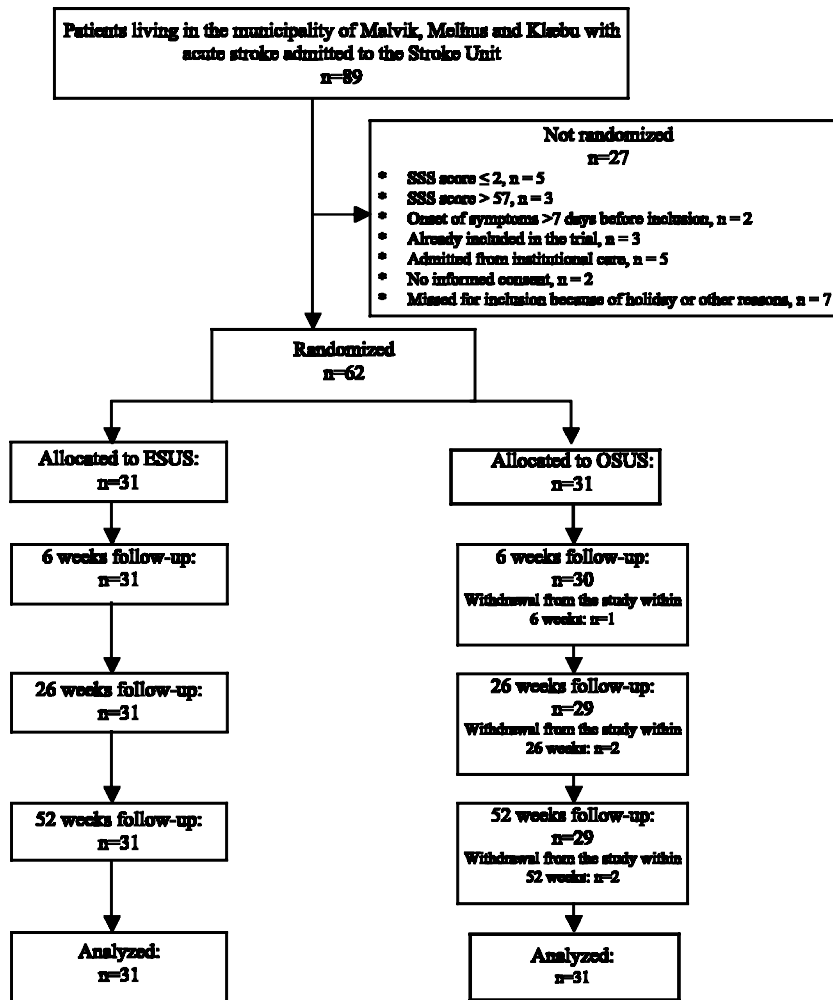 Patients living in the municipality of Malvik, Melhus and Klæbu with
acute stroke admitted to the Stroke Unit
n=89
Not randomized
n=27
* SSS score ≤ 2, n = 5
* SSS score > 57, n = 3
* Onset of symptoms >7 days before inclusion, n = 2
* Already included in the trial, n = 3
* Admitted from institutional care, n = 5
* No informed consent, n = 2
* Missed for inclusion because of holiday or other reasons, n = 7
Randomized
n=62
Allocated to ESUS:
n=31
Allocated to OSUS:
n=31
6 weeks follow-up:
n=31
6 weeks follow-up:
n=30
Withdrawal from the study within
6 weeks: n=1
26 weeks follow-up:
n=31
26 weeks follow-up:
n=29
Withdrawal from the study within
26 weeks: n=2
52 weeks follow-up:
n=31
52 weeks follow-up:
n=29
Withdrawal from the study within
52 weeks: n=2
Analyzed:
n=31
Analyzed:
n=31